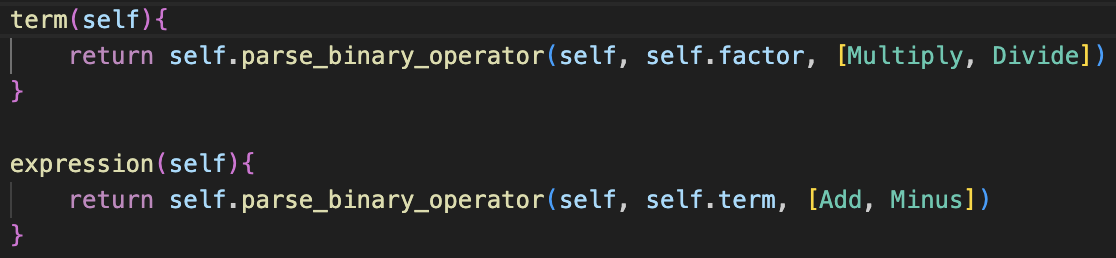 term(self){
    return self.parse_binary_operator(self, self.factor, [Multiply, Divide])
}

expression(self){
    return self.parse_binary_operator(self, self.term, [Add, Minus])
}